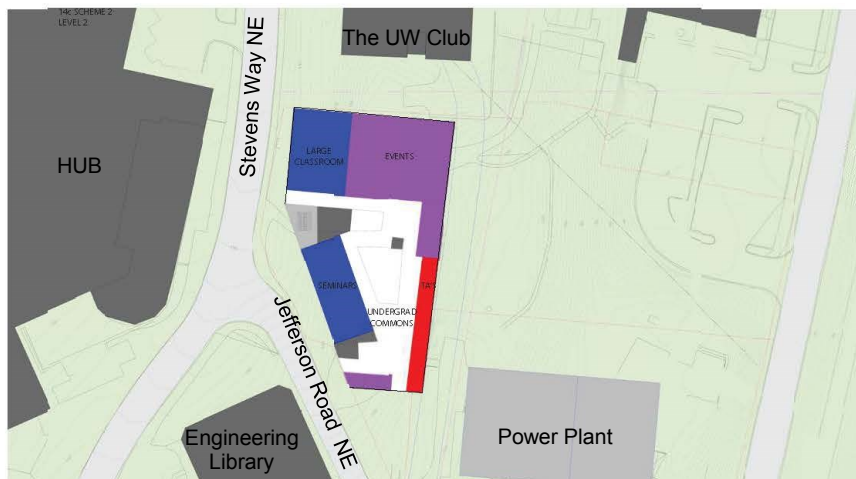 14c SCHEME 2-
LEVEL 2
Stevens Way NE
The UW Club
HUB
LARGE
CLASSROOM
EVENTS
SEMINARS
TA'S
UNDERGRAD
COMMONS
Jefferson Road NE
Engineering
Library
Power Plant